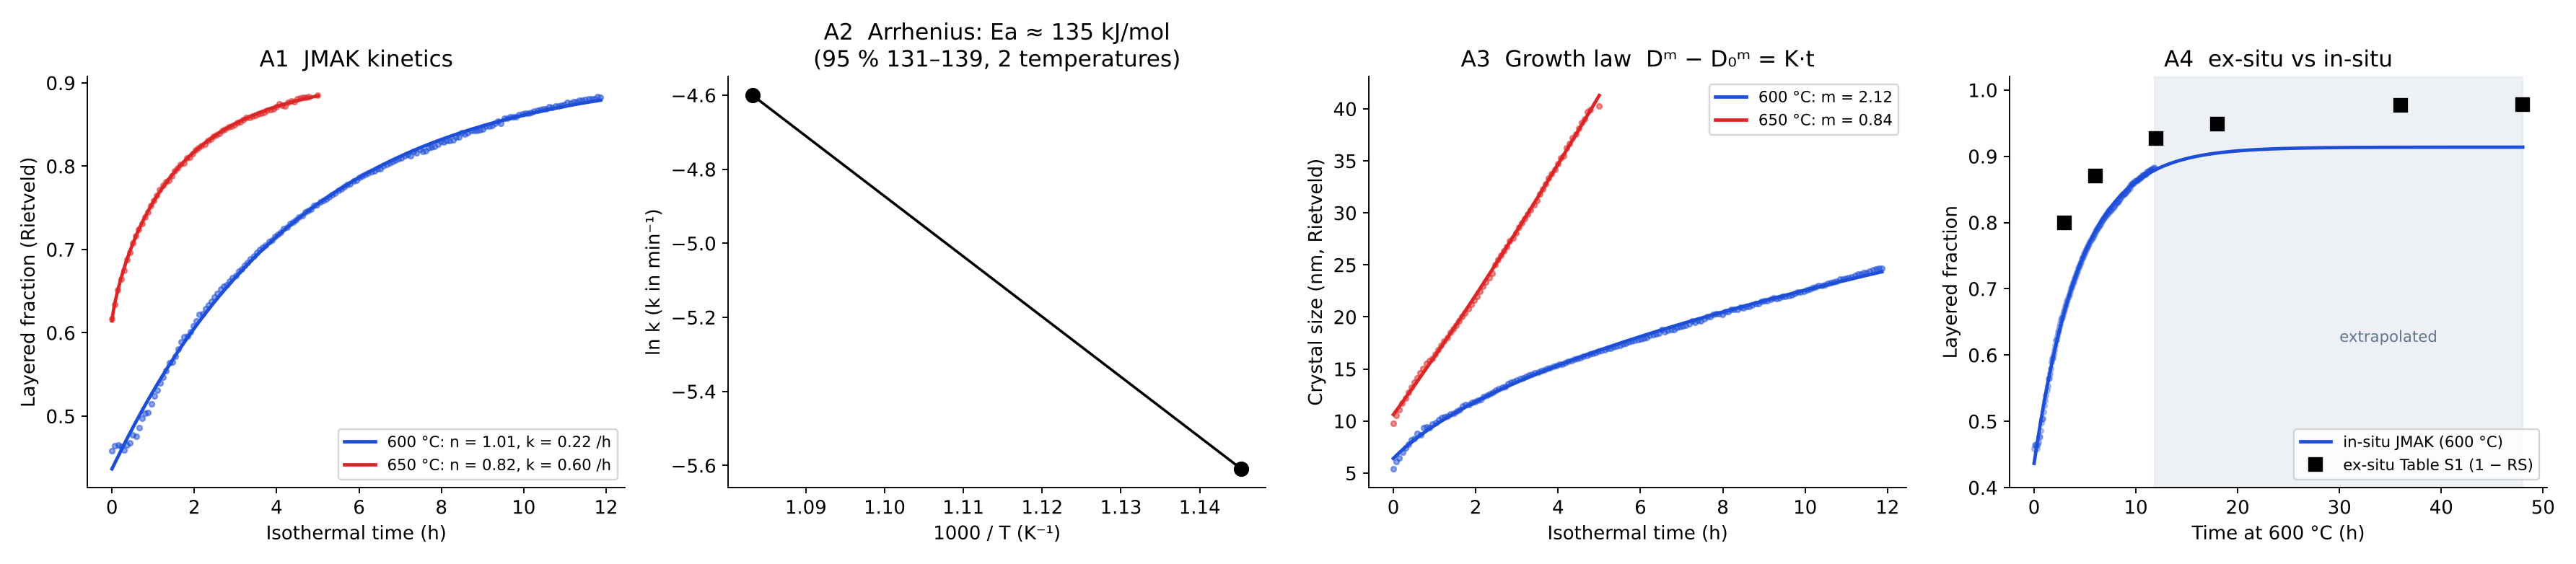 A1  JMAK kinetics
Layered fraction (Rietveld)
0.9
0.8
0.7
0.6
0.5
0 2 4 6 8 10 12
Isothermal time (h)
600 °C: n = 1.01, k = 0.22 /h
650 °C: n = 0.82, k = 0.60 /h
A2  Arrhenius: Ea ≈ 135 kJ/mol
(95 % 131–139, 2 temperatures)
ln k (k in min⁻¹)
−4.6
−4.8
−5.0
−5.2
−5.4
−5.6
1.09 1.10 1.11 1.12 1.13 1.14
1000 / T (K⁻¹)
A3  Growth law  Dᵐ − D₀ᵐ = K·t
Crystal size (nm, Rietveld)
40
35
30
25
20
15
10
5
0 2 4 6 8 10 12
Isothermal time (h)
600 °C: m = 2.12
650 °C: m = 0.84
A4  ex-situ vs in-situ
Layered fraction
1.0
0.9
0.8
0.7
0.6
0.5
0.4
0 10 20 30 40 50
Time at 600 °C (h)
extrapolated
in-situ JMAK (600 °C)
ex-situ Table S1 (1 − RS)